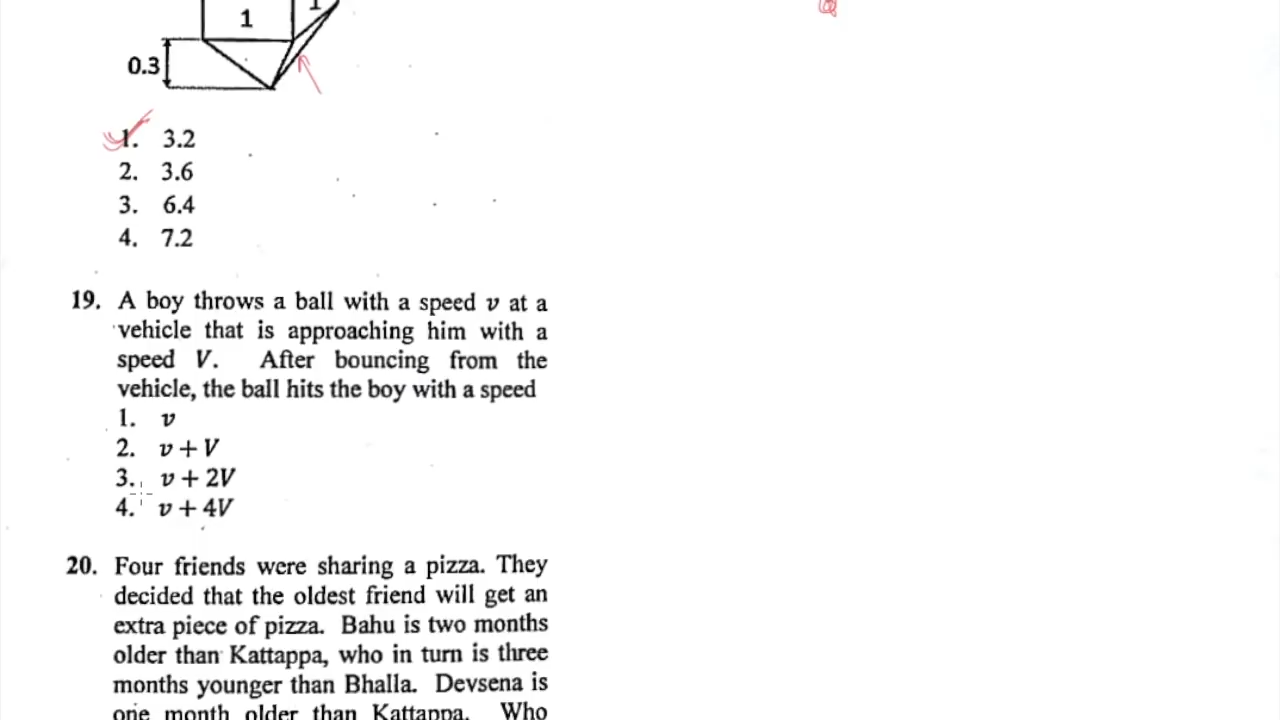 1
1
0.3
1. 3.2
2. 3.6
3. 6.4
4. 7.2
19. A boy throws a ball with a speed v at a
vehicle that is approaching him with a
speed V. After bouncing from the
vehicle, the ball hits the boy with a speed
1. v
2. v + V
3. v + 2V
4. v + 4V
20. Four friends were sharing a pizza. They
decided that the oldest friend will get an
extra piece of pizza. Bahu is two months
older than Kattappa, who in turn is three
months younger than Bhalla. Devsena is
one month older than Kattappa. Who